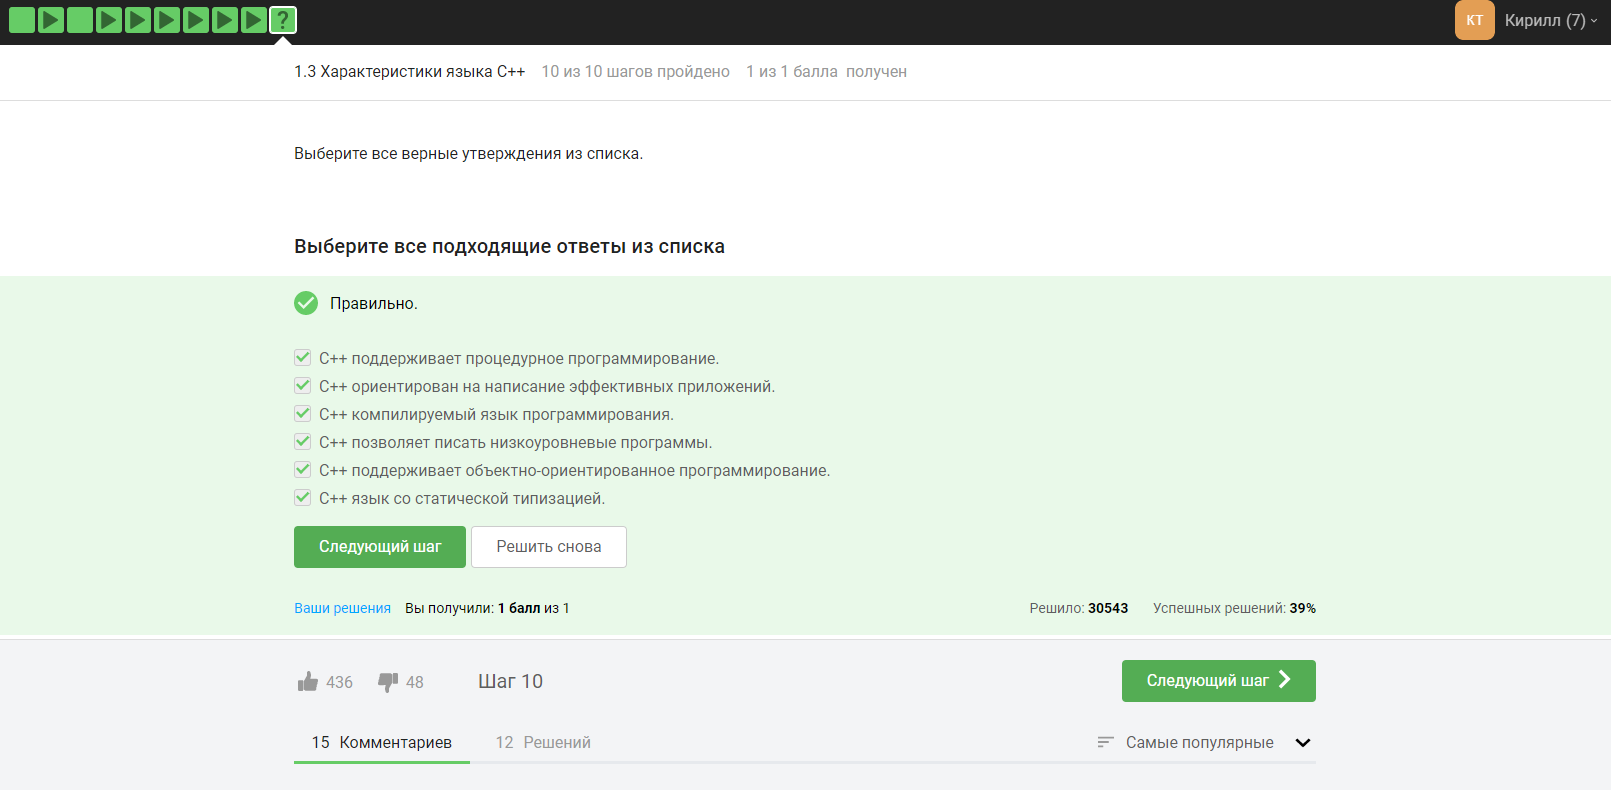 ?
КТ
Кирилл (7)
1.3 Характеристики языка C++ 10 из 10 шагов пройдено 1 из 1 балла получен
Выберите все верные утверждения из списка.
Выберите все подходящие ответы из списка
Правильно.
C++ поддерживает процедурное программирование.
C++ ориентирован на написание эффективных приложений.
C++ компилируемый язык программирования.
C++ позволяет писать низкоуровневые программы.
C++ поддерживает объектно-ориентированное программирование.
C++ язык со статической типизацией.
Следующий шаг Решить снова
Ваши решения Вы получили: 1 балл из 1 Решило: 30543 Успешных решений: 39%
436 48 Шаг 10 Следующий шаг
15 Комментариев 12 Решений Самые популярные